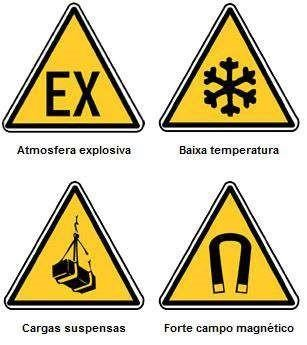 EX
Atmosfera explosiva
Baixa temperatura
Cargas suspensas
Forte campo magnético